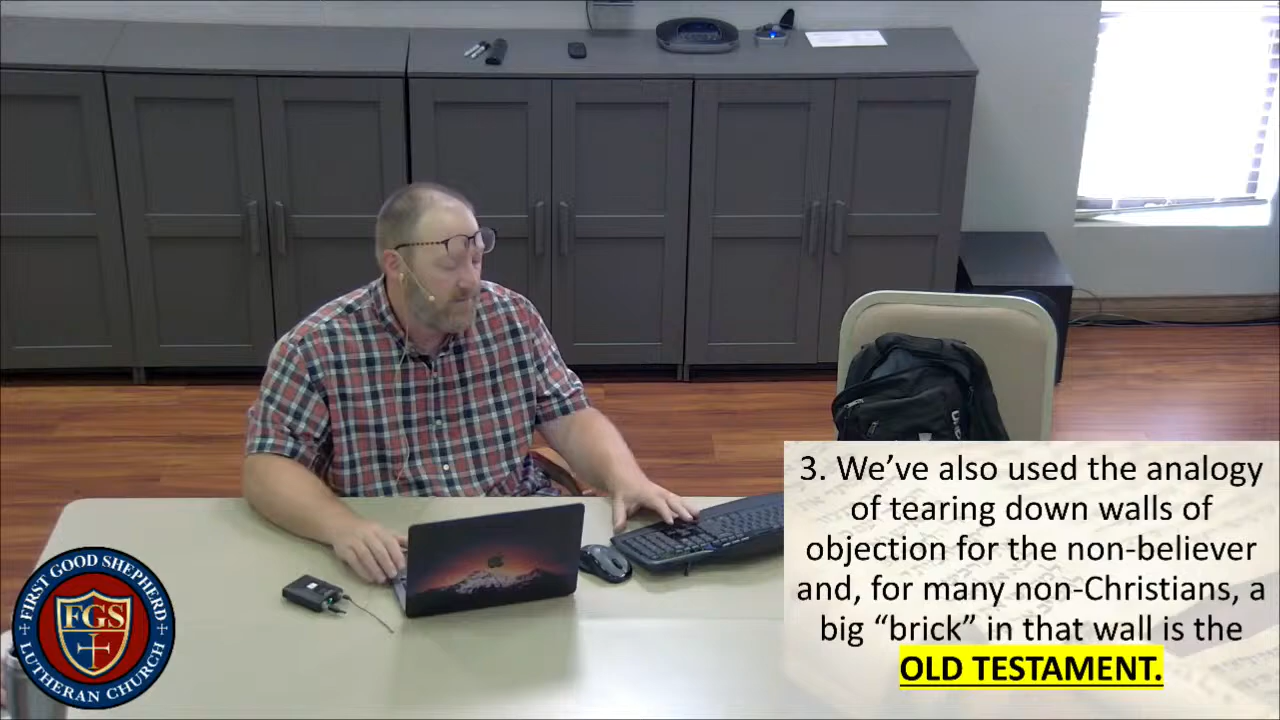 3. We’ve also used the analogy
of tearing down walls of
objection for the non-believer
and, for many non-Christians, a
big “brick” in that wall is the
OLD TESTAMENT.
FIRST GOOD SHEPHERD
FGS
LUTHERAN CHURCH